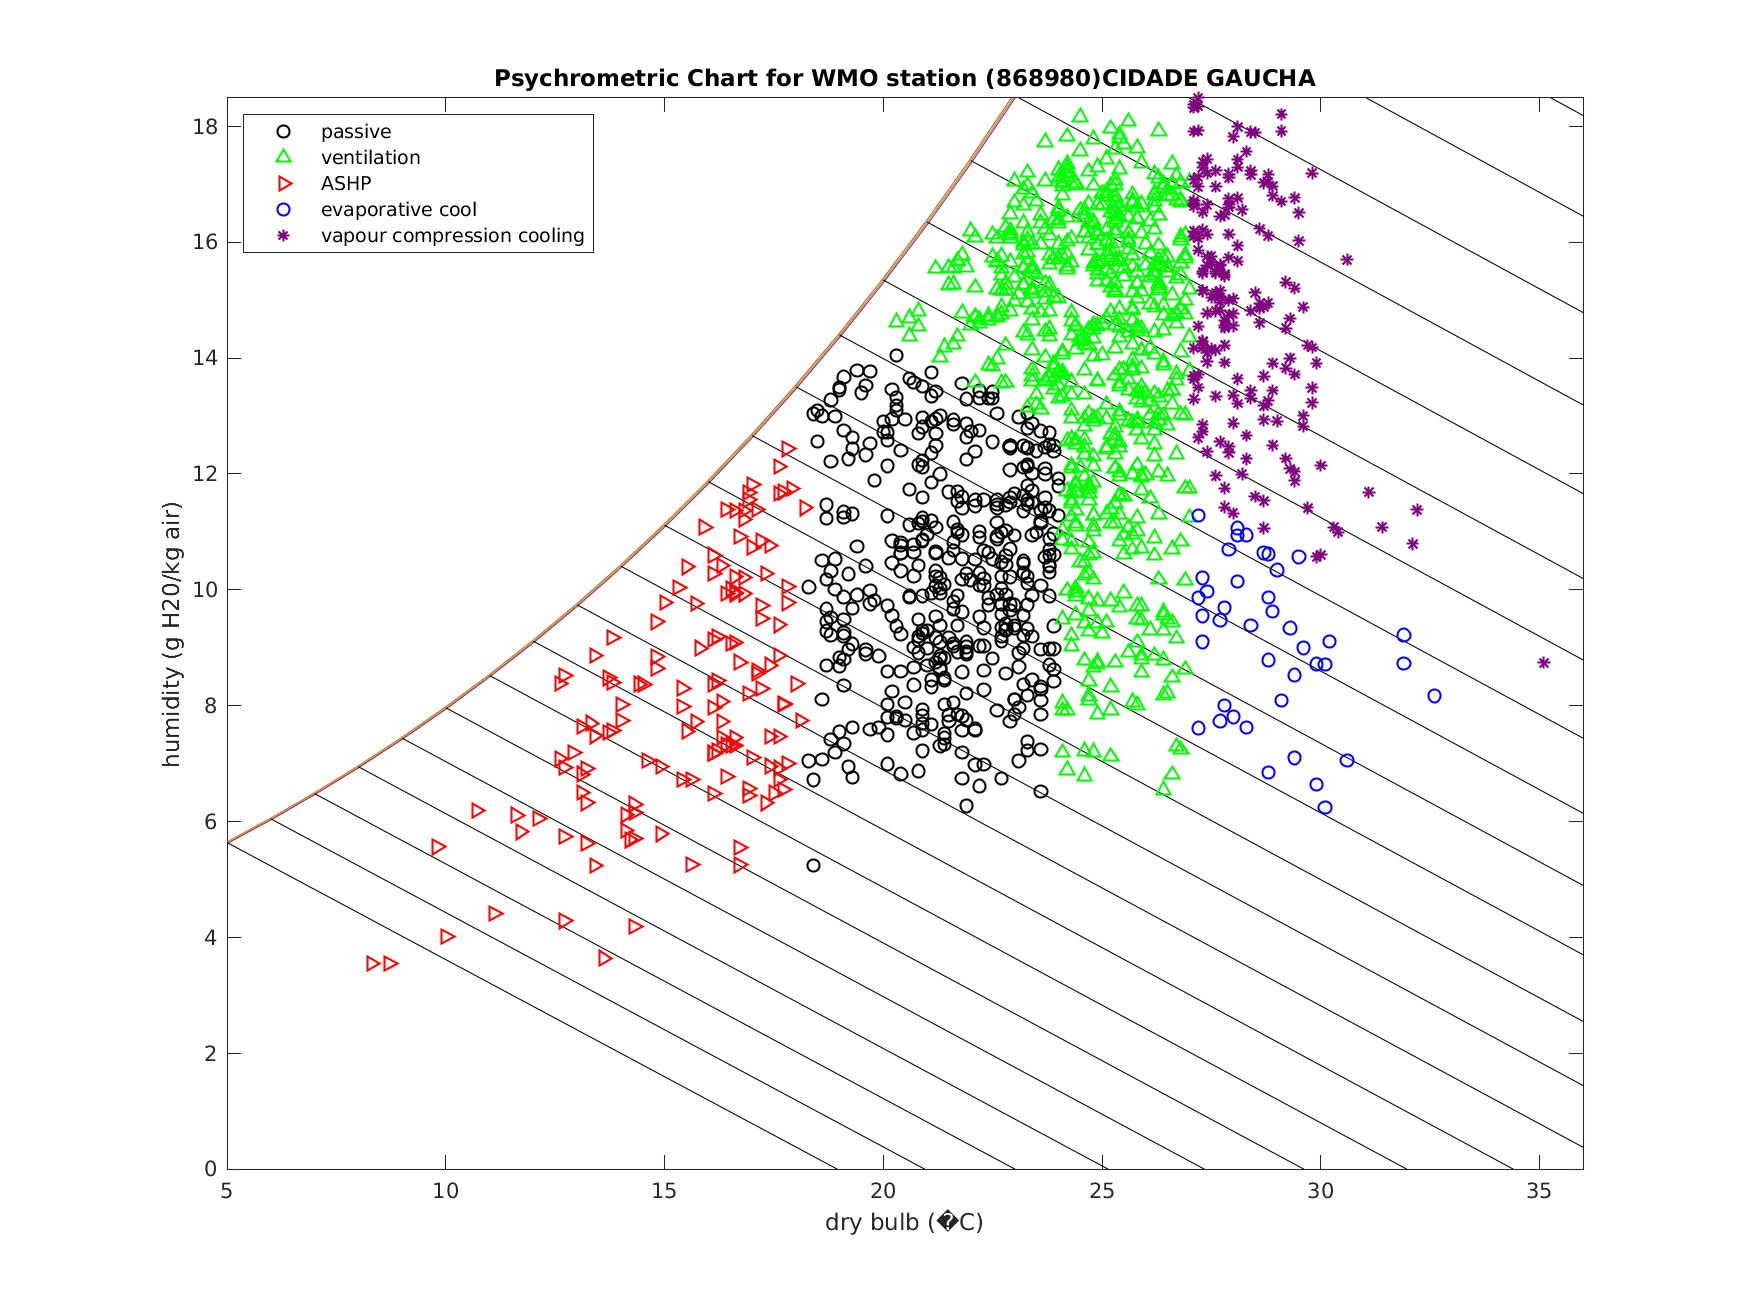 Psychrometric Chart for WMO station (868980)CIDADE GAUCHA
passive
ventilation
ASHP
evaporative cool
vapour compression cooling
18
16
14
12
10
8
6
4
2
0
humidity (g H20/kg air)
5
10
15
20
25
30
35
dry bulb (�C)